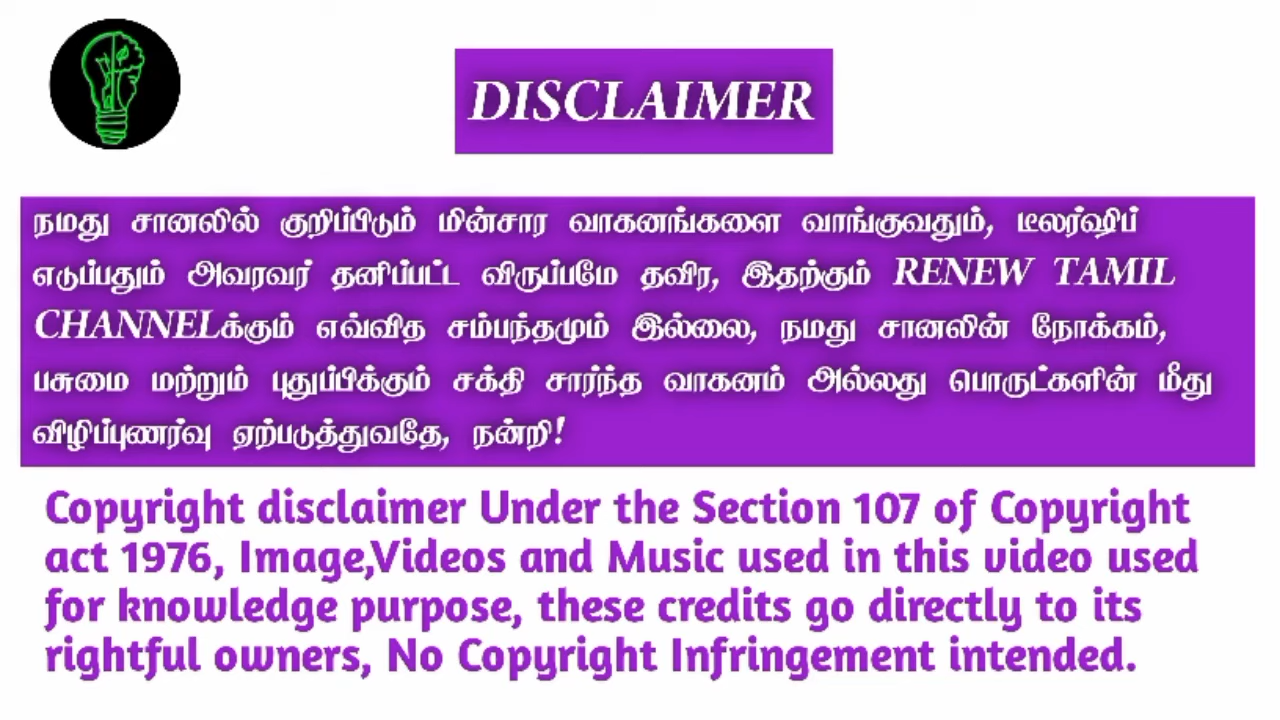 DISCLAIMER
நமது சானலில் குறிப்பிடும் மின்சார வாகனங்களை வாங்குவதும், டீலர்ஷிப்
எடுப்பதும் அவரவர் தனிப்பட்ட விருப்பமே தவிர, இதற்கும் RENEW TAMIL
CHANNELக்கும் எவ்வித சம்பந்தமும் இல்லை, நமது சானலின் நோக்கம்,
பசுமை மற்றும் புதுப்பிக்கும் சக்தி சார்ந்த வாகனம் அல்லது பொருட்களின் மீது
விழிப்புணர்வு ஏற்படுத்துவதே, நன்றி!
Copyright disclaimer Under the Section 107 of Copyright
act 1976, Image,Videos and Music used in this video used
for knowledge purpose, these credits go directly to its
rightful owners, No Copyright Infringement intended.